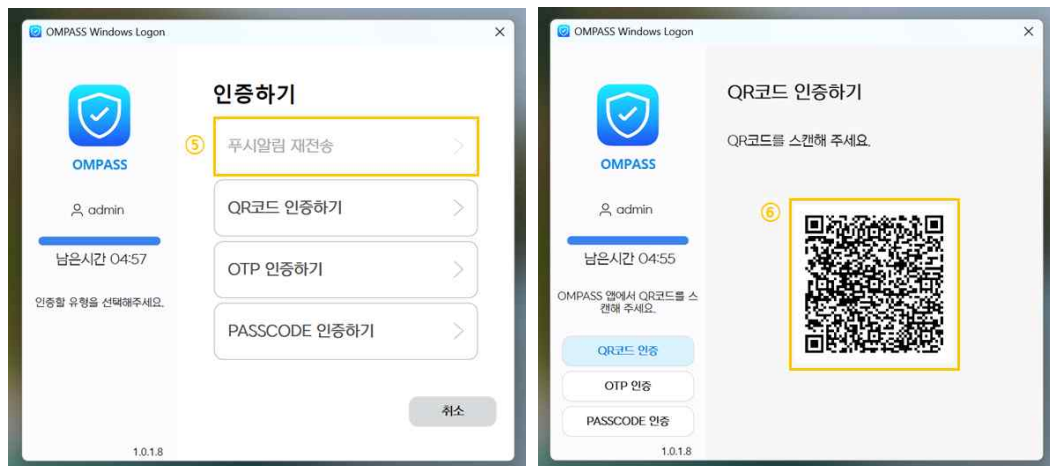 OMPASS Windows Logon
OMPASS
admin
남은시간 04:57
인증할 유형을 선택해주세요.
1.0.1.8
인증하기
⑤
푸시알림 재전송
QR코드 인증하기
OTP 인증하기
PASSCODE 인증하기
취소
OMPASS Windows Logon
OMPASS
admin
남은시간 04:55
OMPASS 앱에서 QR코드를 스
캔해 주세요.
QR코드 인증
OTP 인증
PASSCODE 인증
1.0.1.8
QR코드 인증하기
QR코드를 스캔해 주세요.
⑥